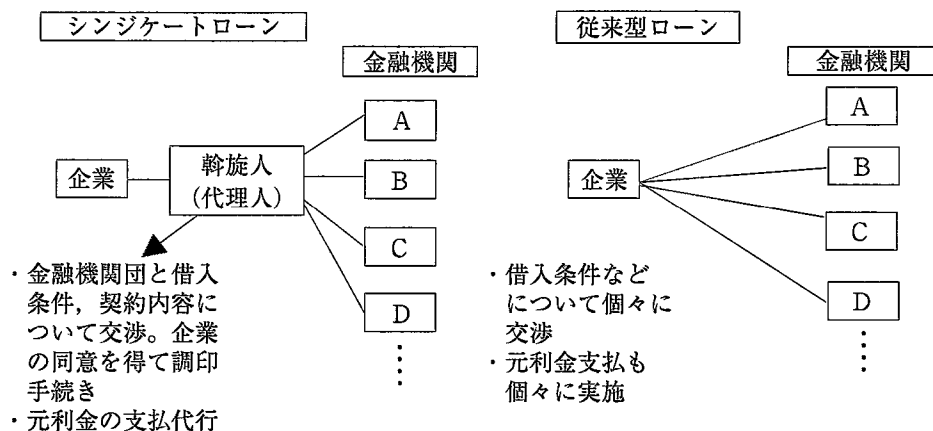 シンジケートローン
金融機関
A
企業
斡旋人
(代理人)
B
C
D
・金融機関団と借入
条件，契約内容に
ついて交渉。企業
の同意を得て調印
手続き
・元利金の支払代行
従来型ローン
金融機関
A
企業
B
C
D
・借入条件など
について個々に
交渉
・元利金支払も
個々に実施